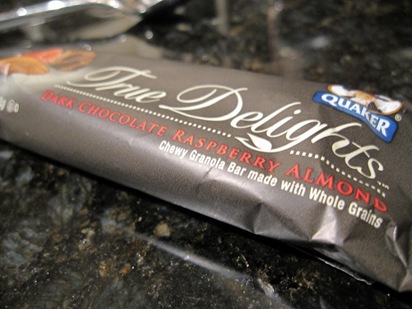 True Delights
QUAKER
DARK CHOCOLATE RASPBERRY ALMOND
Chewy Granola Bar made with Whole Grains